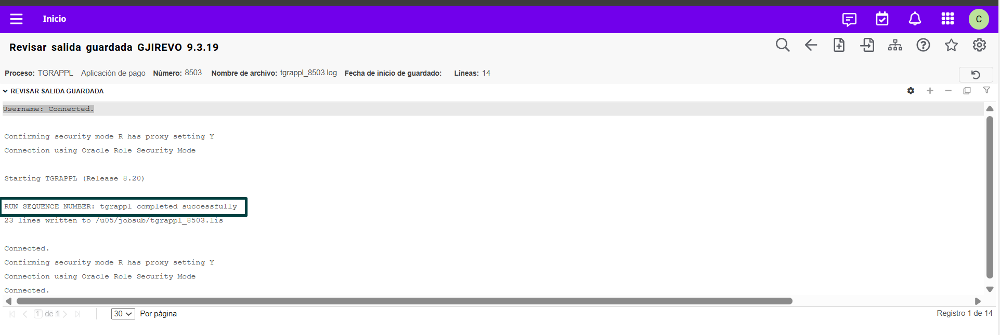 Inicio
C
Revisar salida guardada GJIREVO 9.3.19
Proceso: TGRAPPL Aplicación de pago Número: 8503 Nombre de archivo: tgrappl_8503.log Fecha de inicio de guardado: Líneas: 14
REVISAR SALIDA GUARDADA
Username: Connected.
Confirming security mode R has proxy setting Y
Connection using Oracle Role Security Mode
Starting TGRAPPL (Release 8.20)
RUN SEQUENCE NUMBER: tgrappl completed successfully
23 lines written to /u05/jobsub/tgrappl_8503.lis
Connected.
Confirming security mode R has proxy setting Y
Connection using Oracle Role Security Mode
Connected.
1 de 1 30 Por página Registro 1 de 14